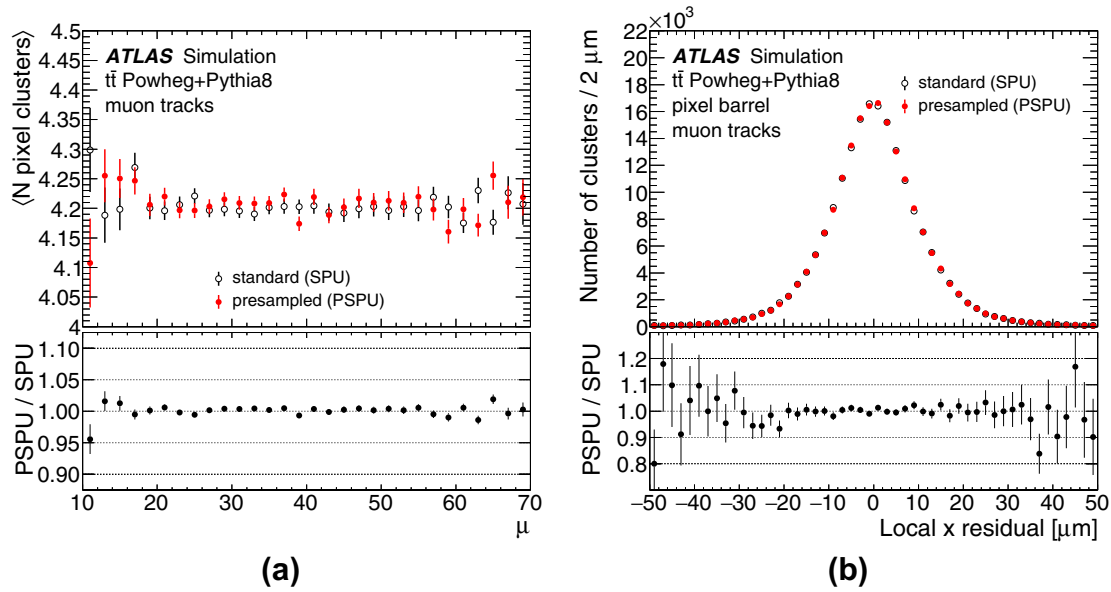 ⟨N pixel clusters⟩
4.5
4.45
4.4
4.35
4.3
4.25
4.2
4.15
4.1
4.05
4
ATLAS Simulation
tt̄ Powheg+Pythia8
muon tracks
standard (SPU)
presampled (PSPU)
PSPU / SPU
1.10
1.05
1.00
0.95
0.90
10 20 30 40 50 60 70
μ
(a)
Number of clusters / 2 μm
22 ×10³
20
18
16
14
12
10
8
6
4
2
0
ATLAS Simulation
tt̄ Powheg+Pythia8
pixel barrel
muon tracks
standard (SPU)
presampled (PSPU)
PSPU / SPU
1.2
1.1
1.0
0.9
0.8
−50 −40 −30 −20 −10 0 10 20 30 40 50
Local x residual [μm]
(b)